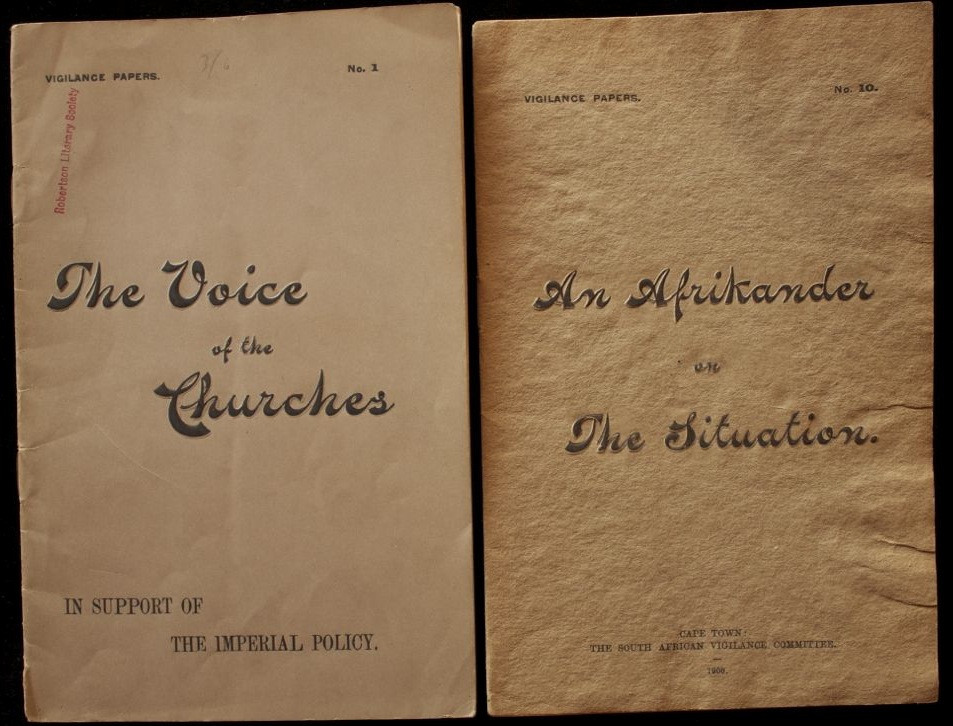 VIGILANCE PAPERS.
No. 1
Robertson Literary Society
The Voice
of the
Churches
IN SUPPORT OF
THE IMPERIAL POLICY.
VIGILANCE PAPERS.
No. 10.
An Afrikander
on
The Situation.
CAPE TOWN:
THE SOUTH AFRICAN VIGILANCE COMMITTEE.
1900.